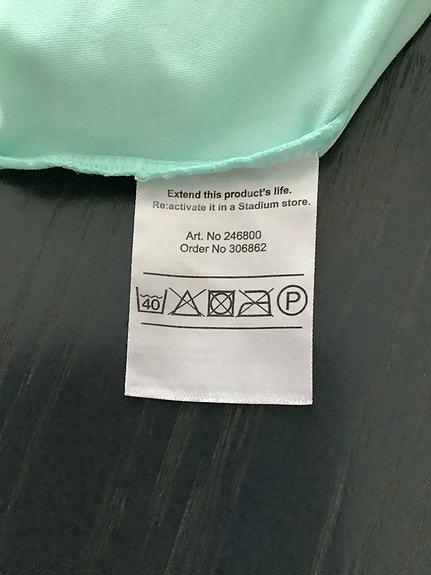 Extend this product's life.
Re:activate it in a Stadium store.
Art. No 246800
Order No 306862
40 P